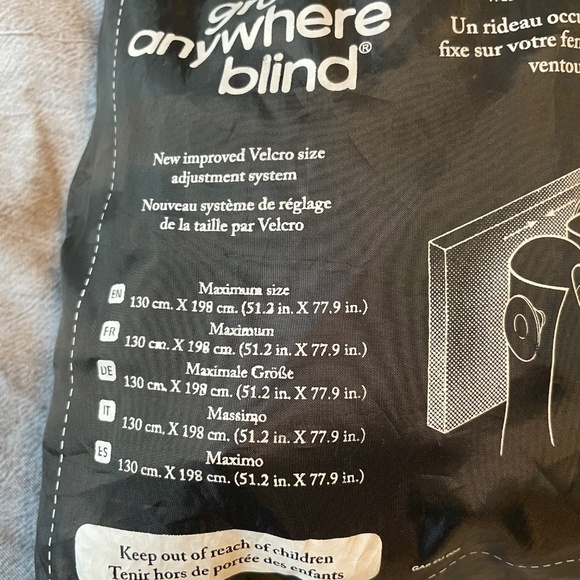 gro
anywhere
blind®
Un rideau occu
fixe sur votre fen
ventou
New improved Velcro size
adjustment system
Nouveau système de réglage
de la taille par Velcro
EN Maximum size
130 cm. X 198 cm. (51.2 in. X 77.9 in.)
FR Maximum
130 cm. X 198 cm. (51.2 in. X 77.9 in.)
DE Maximale Größe
130 cm. X 198 cm. (51.2 in. X 77.9 in.)
IT Massimo
130 cm. X 198 cm. (51.2 in. X 77.9 in.)
ES Maximo
130 cm. X 198 cm. (51.2 in. X 77.9 in.)
Keep out of reach of children
Tenir hors de portée des enfants